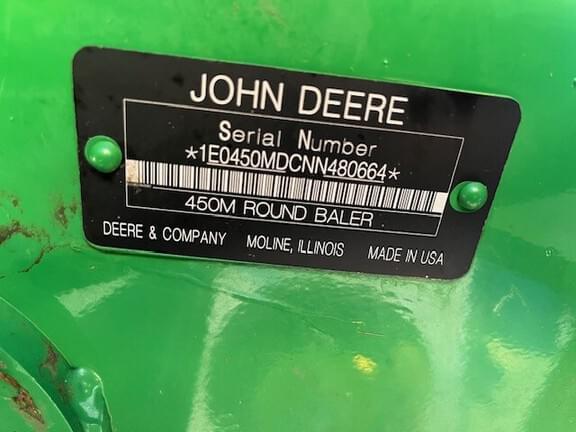 JOHN DEERE
Serial Number
*1E0450MDCNN480664*
450M ROUND BALER
DEERE & COMPANY MOLINE, ILLINOIS MADE IN USA